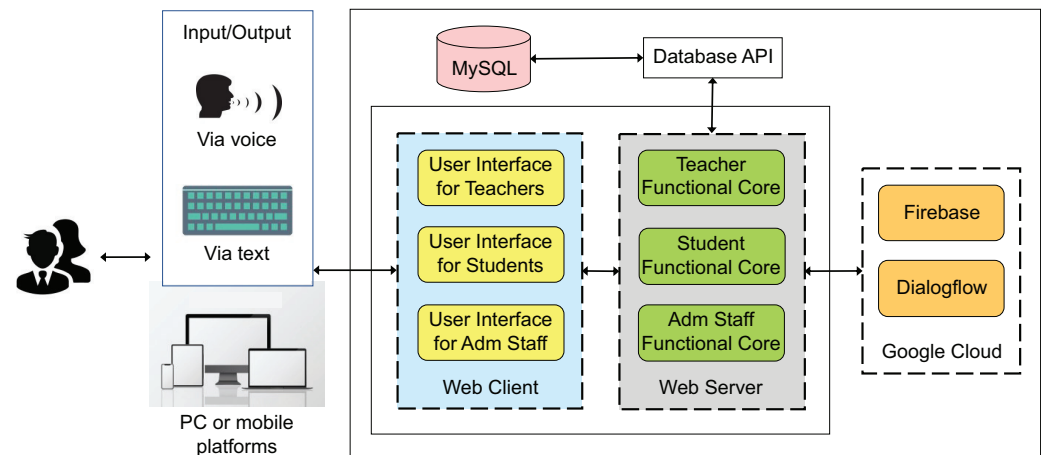 Input/Output
Via voice
Via text
PC or mobile
platforms
MySQL
Database API
User Interface
for Teachers
User Interface
for Students
User Interface
for Adm Staff
Web Client
Teacher
Functional Core
Student
Functional Core
Adm Staff
Functional Core
Web Server
Firebase
Dialogflow
Google Cloud